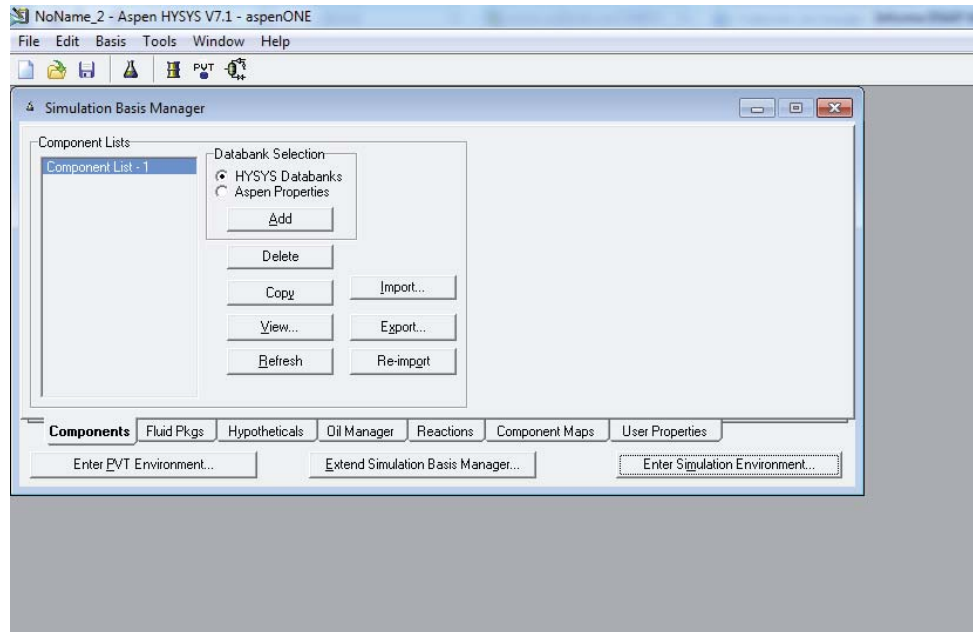 NoName_2 - Aspen HYSYS V7.1 - aspenONE
File Edit Basis Tools Window Help
PVT
Simulation Basis Manager
Component Lists
Component List - 1
Databank Selection
HYSYS Databanks
Aspen Properties
Add
Delete
Copy
Import...
View...
Export...
Refresh
Re-import
Components Fluid Pkgs Hypotheticals Oil Manager Reactions Component Maps User Properties
Enter PVT Environment... Extend Simulation Basis Manager... Enter Simulation Environment...